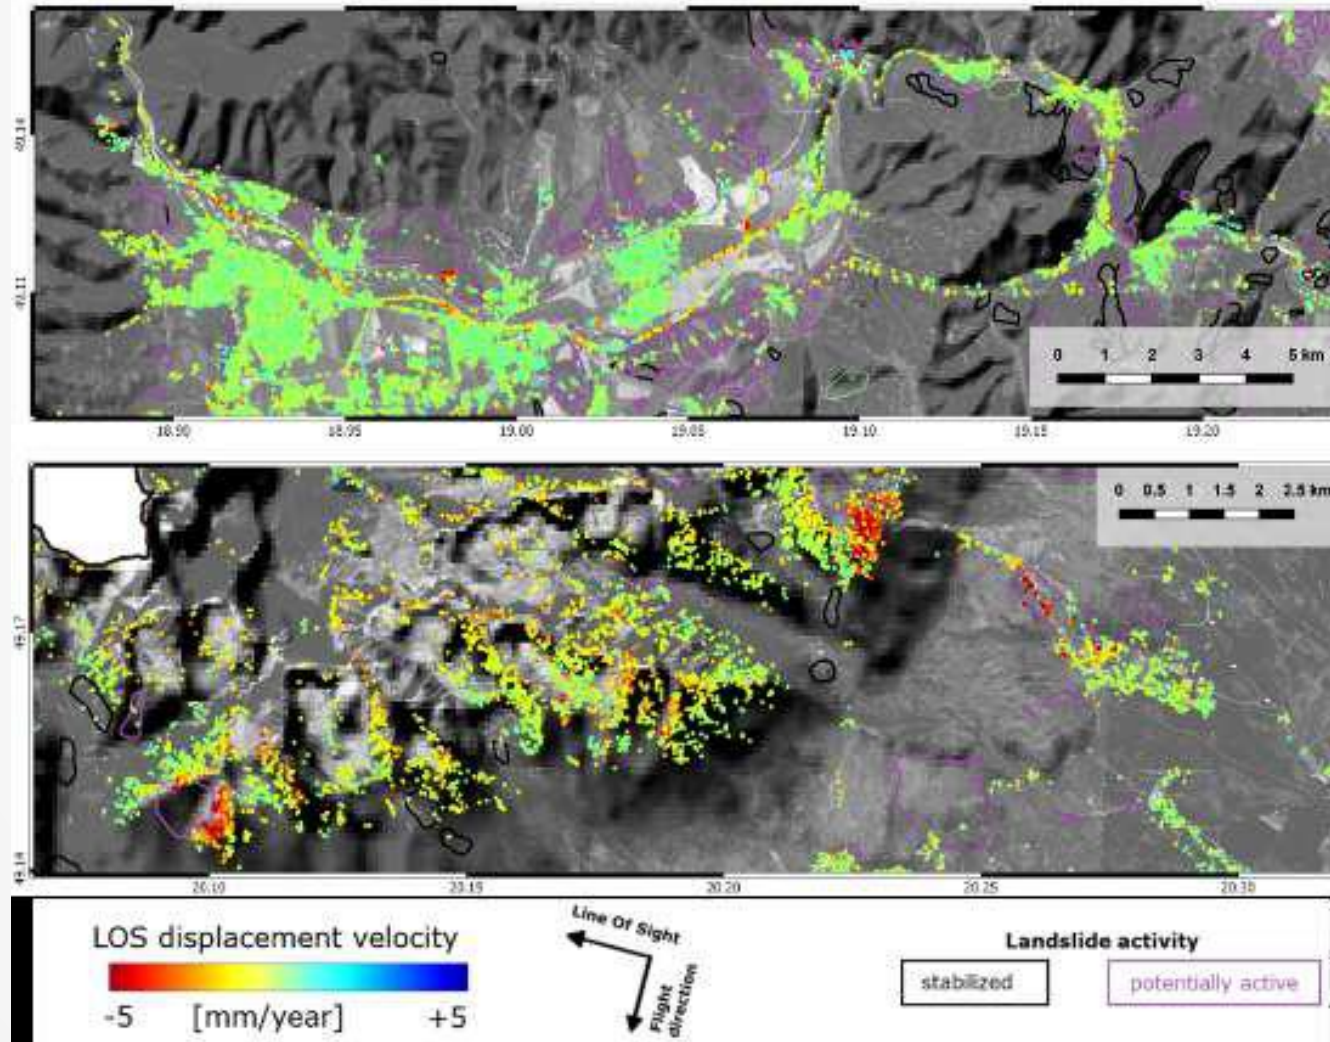 18.90 18.95 19.00 19.05 19.10 19.15 19.20
0 1 2 3 4 5 km
0 0.5 1 1.5 2 2.5 km
49.17
20.15 20.20 20.25 20.30
LOS displacement velocity
-5 [mm/year] +5
Line Of Sight
Flight
direction
Landslide activity
stabilized
potentially active